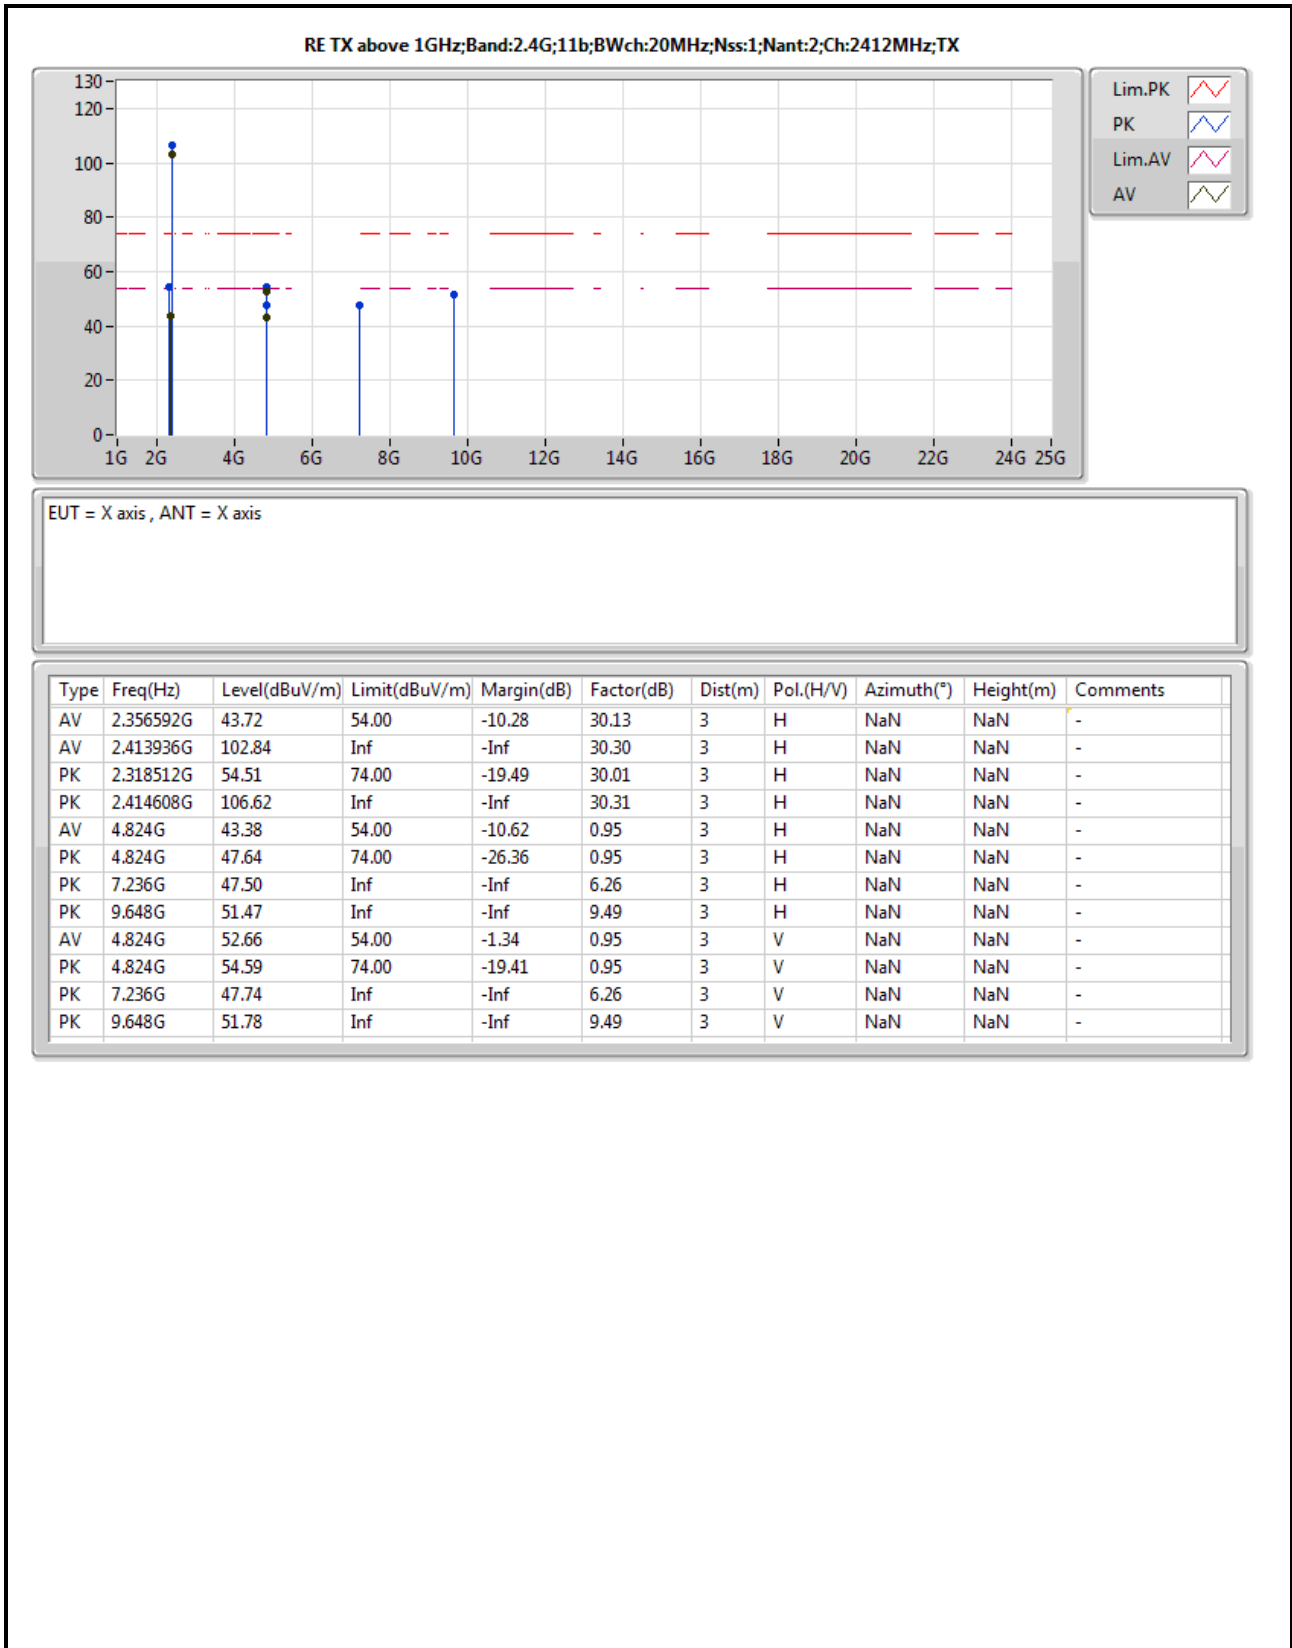 RE TX above 1GHz;Band:2.4G;11b;BWch:20MHz;Nss:1;Nant:2;Ch:2412MHz;TX
130
120
100
80
60
40
20
0
1G 2G 4G 6G 8G 10G 12G 14G 16G 18G 20G 22G 24G 25G
Lim.PK
PK
Lim.AV
AV
EUT = X axis , ANT = X axis
Type Freq(Hz) Level(dBuV/m) Limit(dBuV/m) Margin(dB) Factor(dB) Dist(m) Pol.(H/V) Azimuth(°) Height(m) Comments
AV 2.356592G 43.72 54.00 -10.28 30.13 3 H NaN NaN -
AV 2.413936G 102.84 Inf -Inf 30.30 3 H NaN NaN -
PK 2.318512G 54.51 74.00 -19.49 30.01 3 H NaN NaN -
PK 2.414608G 106.62 Inf -Inf 30.31 3 H NaN NaN -
AV 4.824G 43.38 54.00 -10.62 0.95 3 H NaN NaN -
PK 4.824G 47.64 74.00 -26.36 0.95 3 H NaN NaN -
PK 7.236G 47.50 Inf -Inf 6.26 3 H NaN NaN -
PK 9.648G 51.47 Inf -Inf 9.49 3 H NaN NaN -
AV 4.824G 52.66 54.00 -1.34 0.95 3 V NaN NaN -
PK 4.824G 54.59 74.00 -19.41 0.95 3 V NaN NaN -
PK 7.236G 47.74 Inf -Inf 6.26 3 V NaN NaN -
PK 9.648G 51.78 Inf -Inf 9.49 3 V NaN NaN -